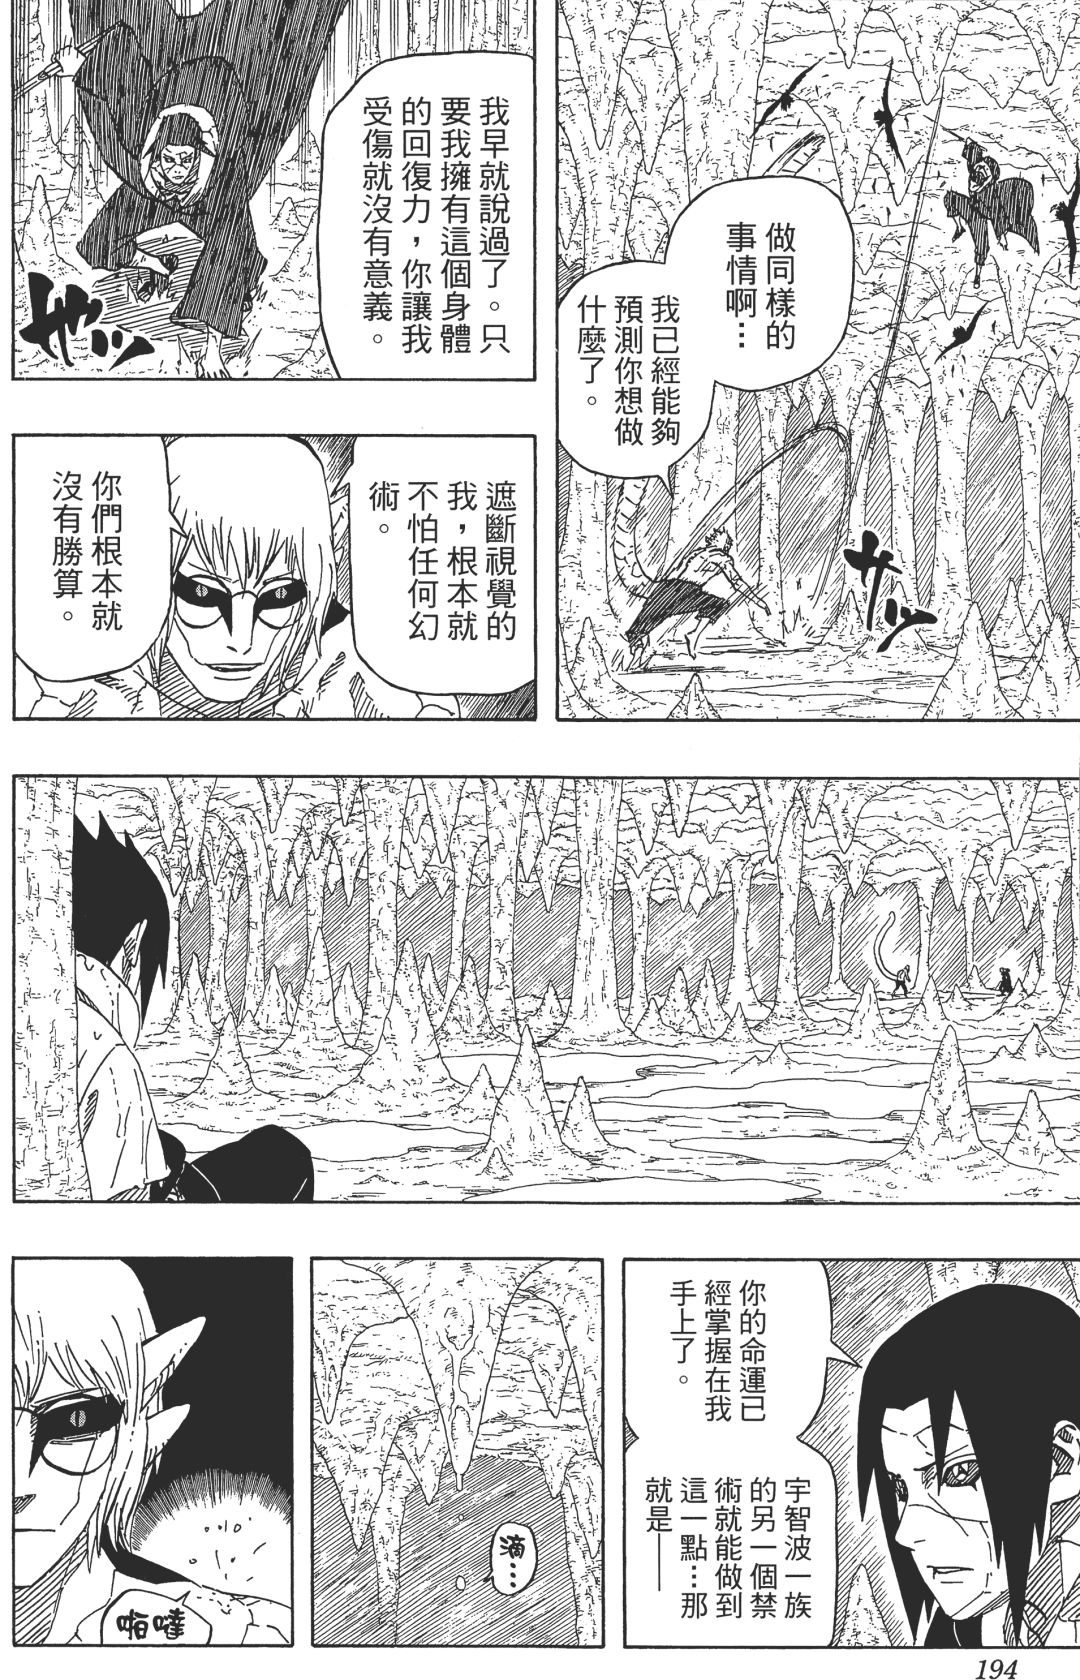 做同樣的
事情啊…
我已經能夠
預測你想做
什麼了。
ザッ
我早就說過了。只
要我擁有這個身體
的回復力，你讓我
受傷就沒有意義。
ザッ
遮斷視覺的
我，根本就
不怕任何幻
術。
你們根本就
沒有勝算。
你的命運已
經掌握在我
手上了。
宇智波一族
的另一個禁
術就能做到
這一點…那
就是——
滴…
啪噠
194